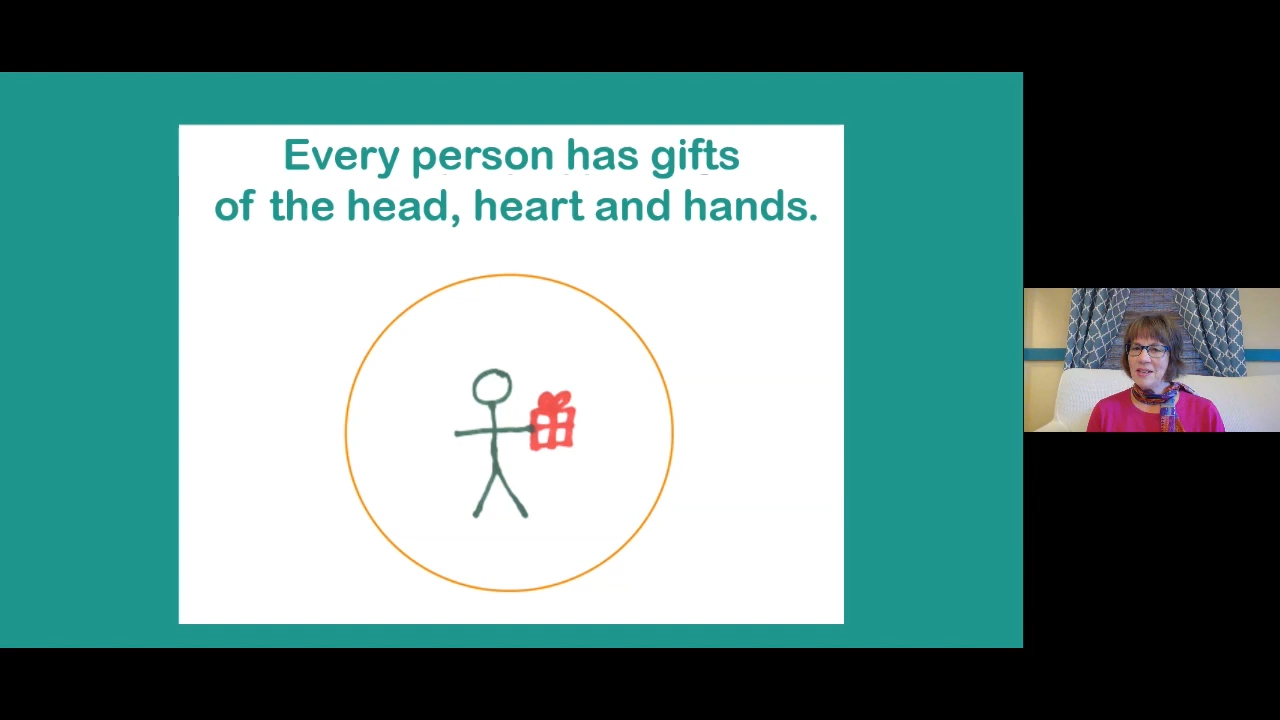 Every person has gifts
of the head, heart and hands.